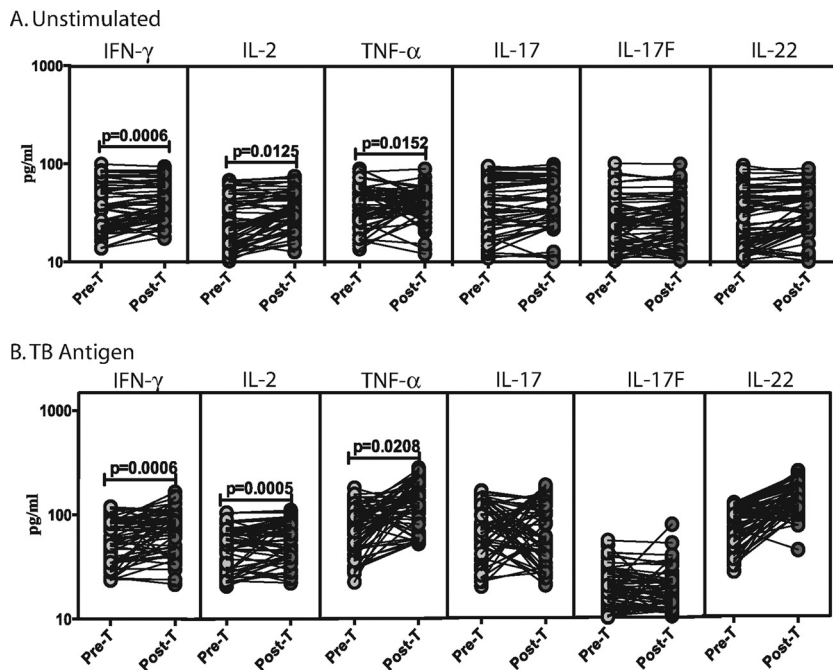 A. Unstimulated
IFN-γ IL-2 TNF-α IL-17 IL-17F IL-22
1000
p=0.0006 p=0.0125 p=0.0152
100
pg/ml
10
Pre-T Post-T Pre-T Post-T Pre-T Post-T Pre-T Post-T Pre-T Post-T Pre-T Post-T
B. TB Antigen
IFN-γ IL-2 TNF-α IL-17 IL-17F IL-22
1000
p=0.0208
p=0.0006 p=0.0005
100
pg/ml
10
Pre-T Post-T Pre-T Post-T Pre-T Post-T Pre-T Post-T Pre-T Post-T Pre-T Post-T